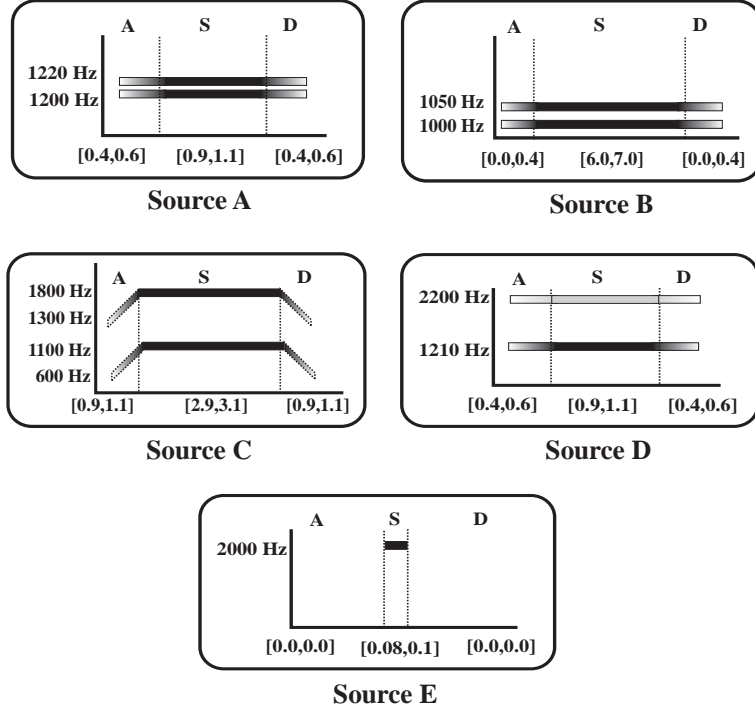 A S D
1220 Hz
1200 Hz
[0.4,0.6] [0.9,1.1] [0.4,0.6]
Source A
A S D
1050 Hz
1000 Hz
[0.0,0.4] [6.0,7.0] [0.0,0.4]
Source B
A S D
1800 Hz
1300 Hz
1100 Hz
600 Hz
[0.9,1.1] [2.9,3.1] [0.9,1.1]
Source C
A S D
2200 Hz
1210 Hz
[0.4,0.6] [0.9,1.1] [0.4,0.6]
Source D
A S D
2000 Hz
[0.0,0.0] [0.08,0.1] [0.0,0.0]
Source E